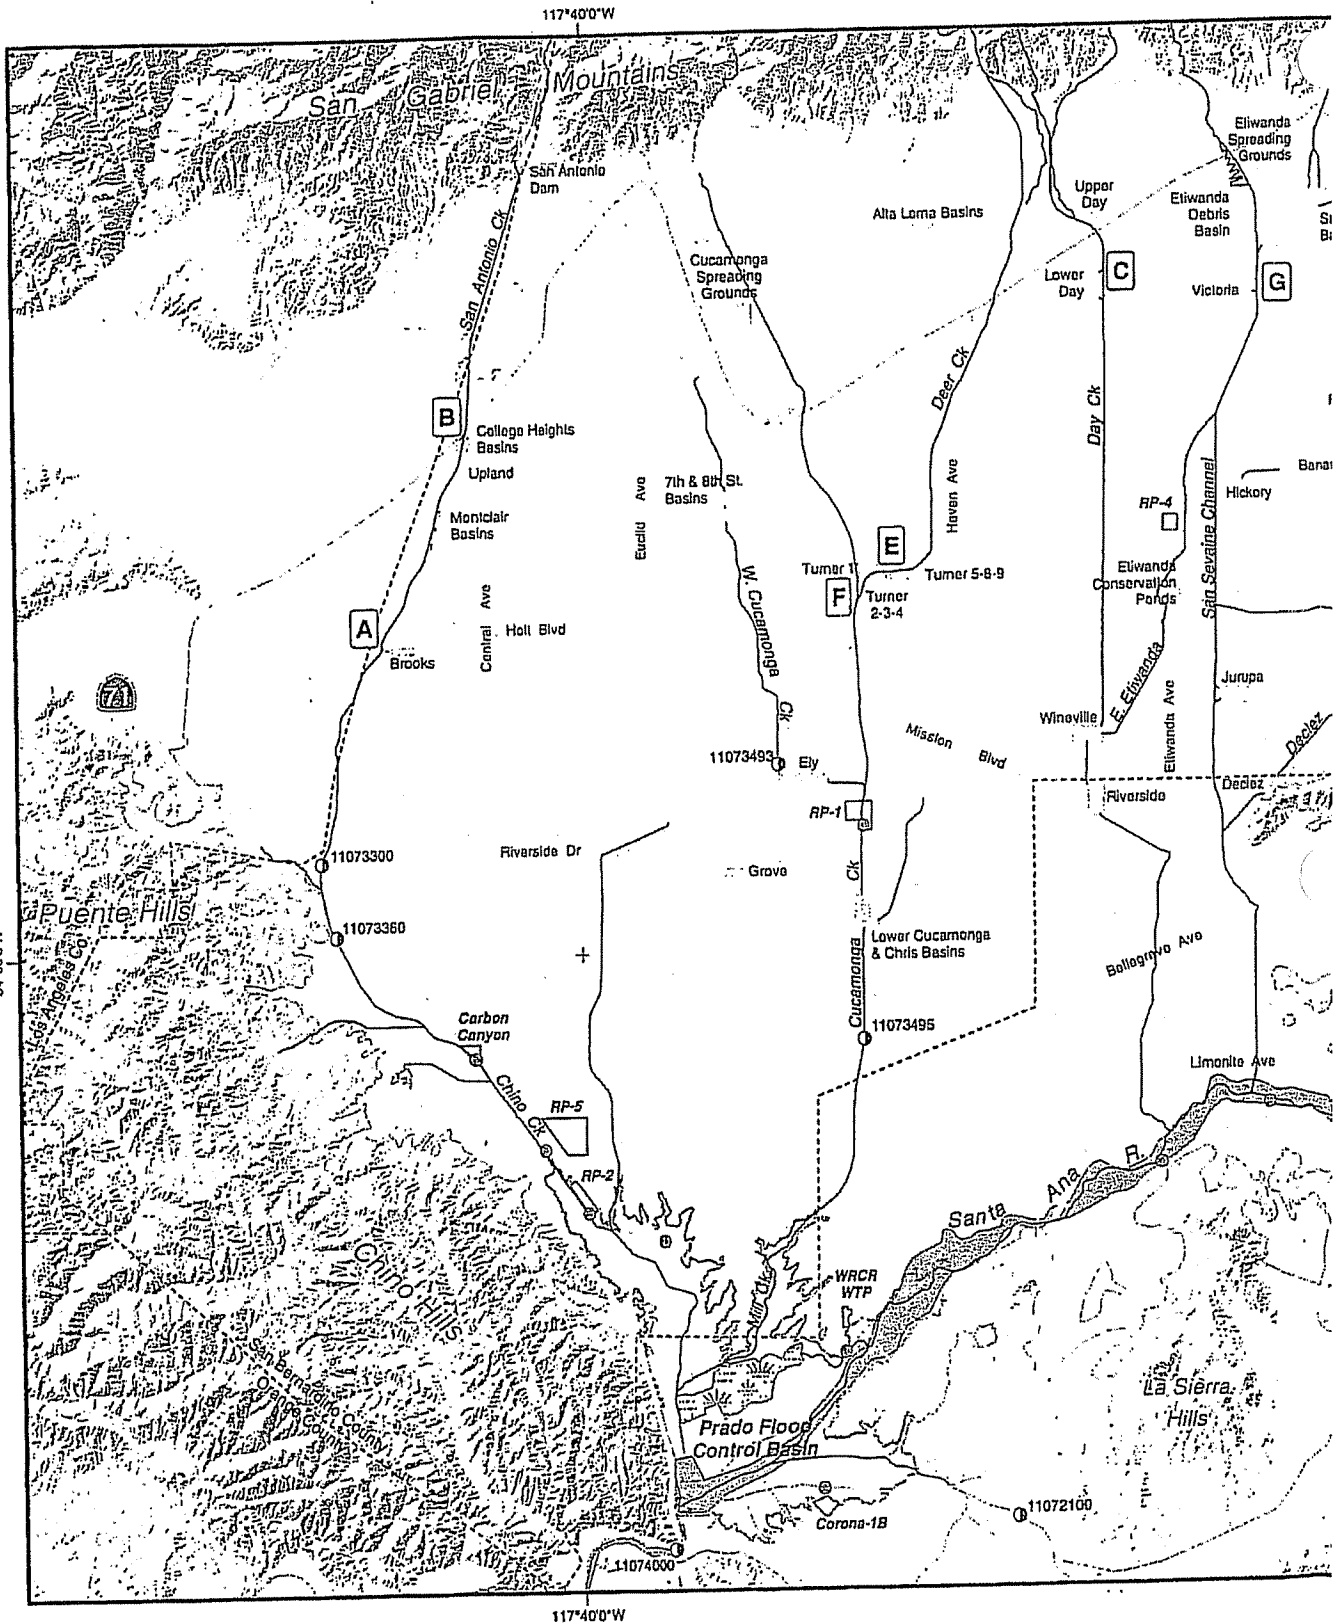 117°40'0"W
San Gabriel Mountains
San Antonio
Dam
San Antonio Ck
Etiwanda
Spreading
Grounds
Upper
Day
Etiwanda
Debris
Basin
Alta Loma Basins
Cucamonga
Spreading
Grounds
Lower
Day
C
Victoria
G
Deer Ck
Day Ck
B
College Heights
Basins
Upland
7th & 8th St.
Basins
Euclid Ave
Haven Ave
Hickory
San Sevaine Channel
RP-4
Montclair
Basins
E
Turner 1
Turner 5-8-9
F
Turner
2-3-4
Etiwanda
Conservation
Ponds
W. Cucamonga Ck
A
Central Ave
Holt Blvd
Brooks
71
E. Etiwanda
Etiwanda Ave
Jurupa
Wineville
Mission Blvd
Declez
11073493
Ely
Riverside
Declez
RP-1
Riverside Dr
11073300
Grove
Ck
Puente Hills
11073360
Los Angeles Co
Lower Cucamonga
& Chris Basins
Cucamonga
Bellegrave Ave
11073495
Carbon
Canyon
Limonite Ave
Chino Ck
RP-5
RP-2
Santa Ana R.
Chino Hills
Mill Ck
WRCR
WTP
San Bernardino County
Orange County
La Sierra
Hills
Prado Flood
Control Basin
11072100
Corona-1B
11074000
117°40'0"W